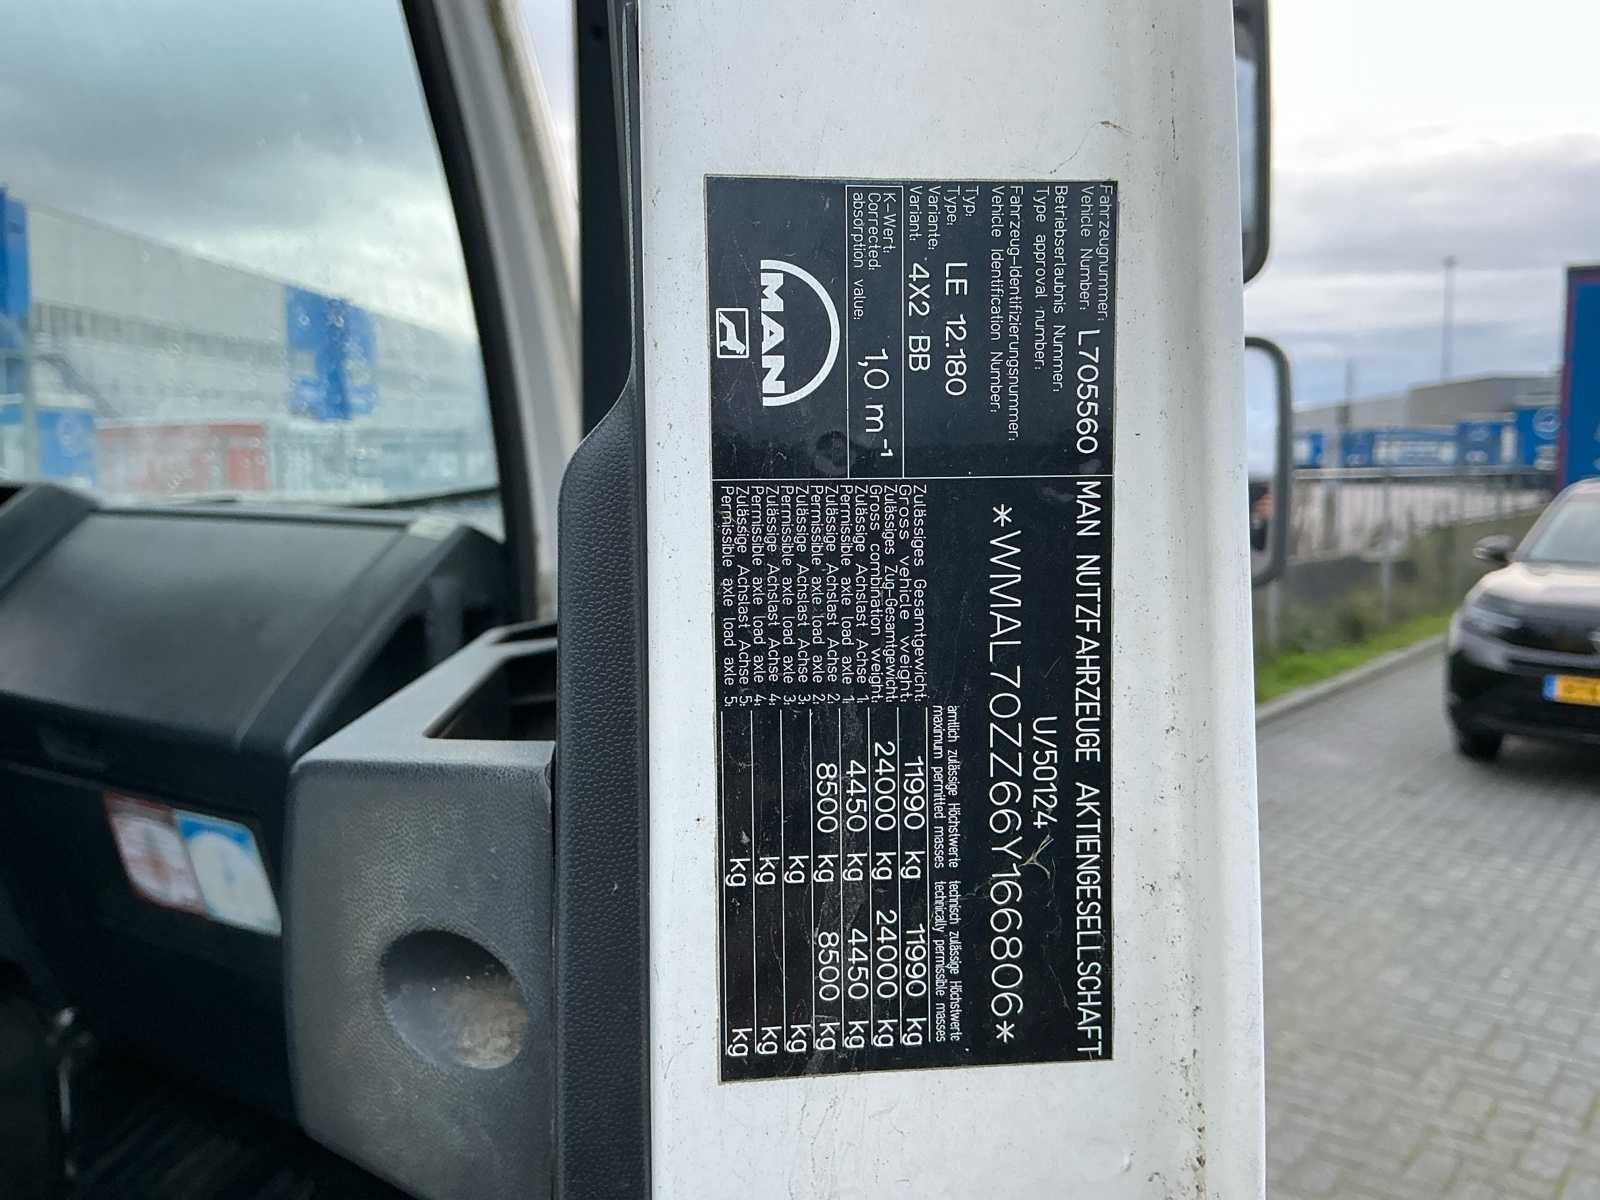 Fahrzeugnummer:
Vehicle Number: L705560 MAN NUTZFAHRZEUGE AKTIENGESELLSCHAFT
Betriebserlaubnis Nummer:
Type approval number: U/50124
Fahrzeug-Identifizierungsnummer:
Vehicle Identification Number: *WMAL70ZZ66Y166806*
Typ:
Type: LE 12.180
Variante:
Variant: 4X2 BB
K-Wert:
Corrected:
absorption value: 1,0 m⁻¹
MAN
amtlich zulässige Höchstwerte technisch zulässige Höchstwerte
maximum permitted masses technically permissible masses
Zulässiges Gesamtgewicht:
Gross vehicle weight: 11990 kg 11990 kg
Zulässiges Zug-Gesamtgewicht:
Gross combination weight: 24000 kg 24000 kg
Zulässige Achslast Achse 1:
Permissible axle load axle 1: 4450 kg 4450 kg
Zulässige Achslast Achse 2:
Permissible axle load axle 2: 8500 kg 8500 kg
Zulässige Achslast Achse 3:
Permissible axle load axle 3: kg kg
Zulässige Achslast Achse 4:
Permissible axle load axle 4: kg kg
Zulässige Achslast Achse 5:
Permissible axle load axle 5: kg kg